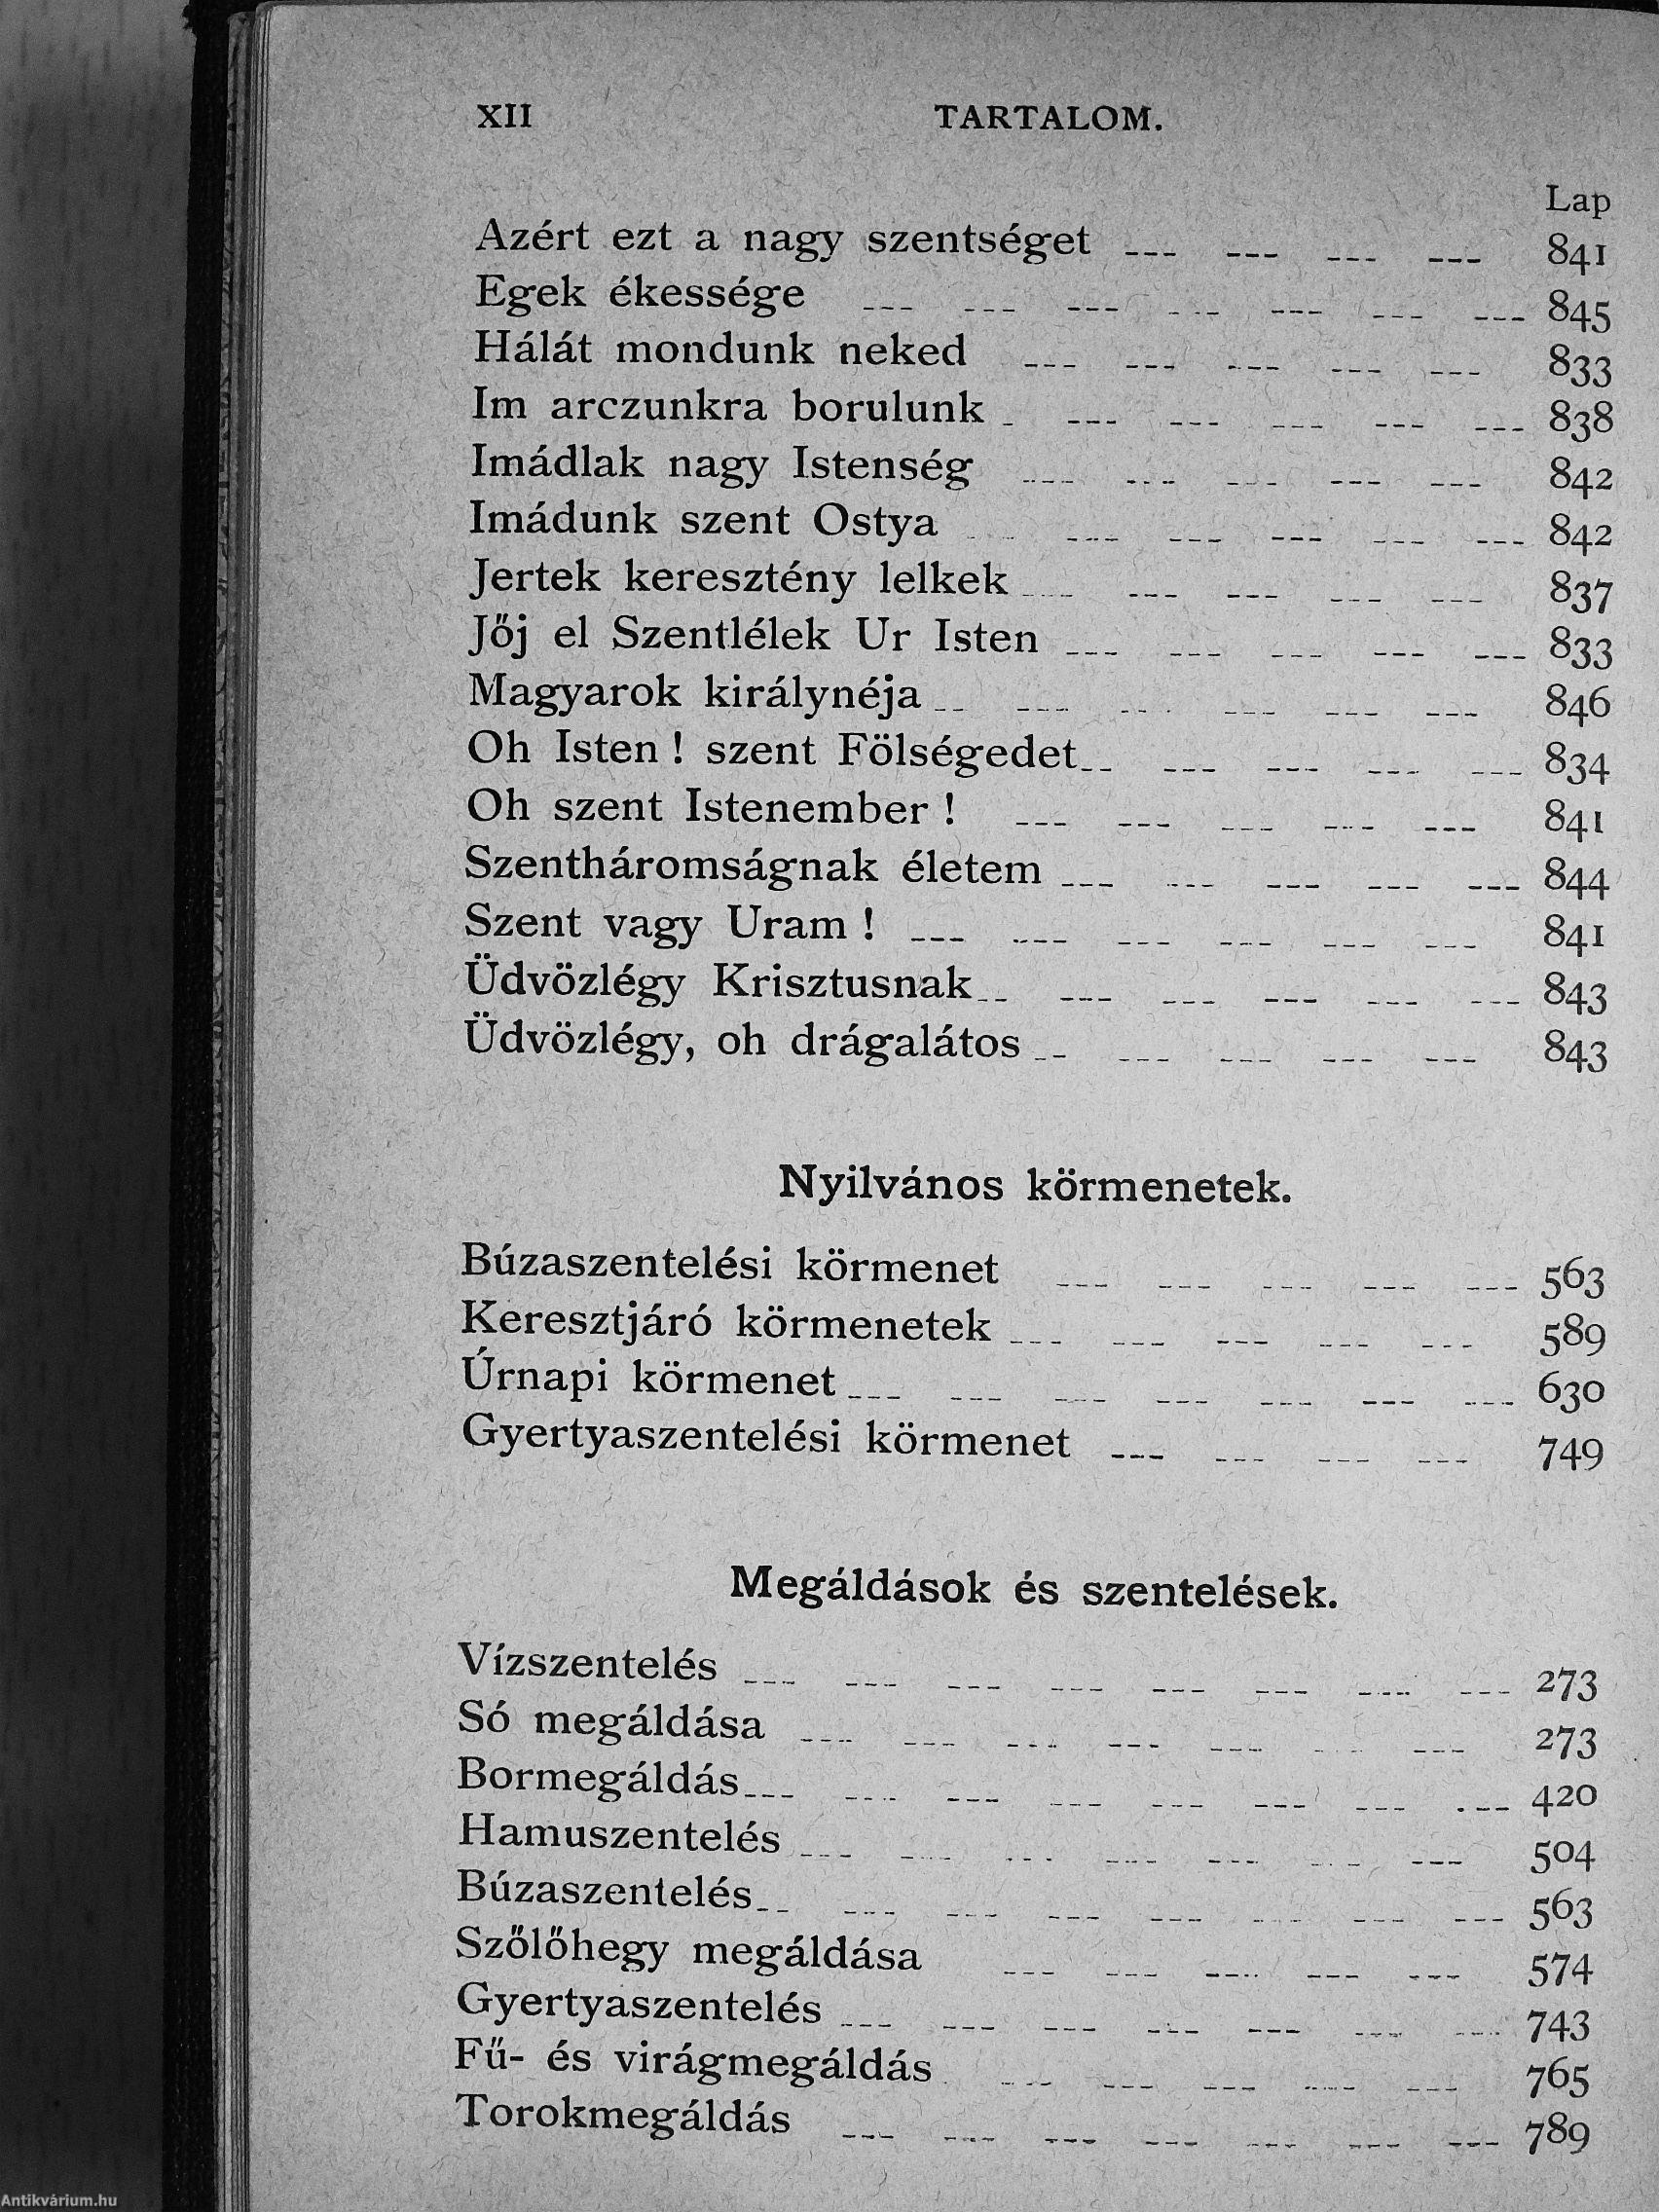 XII TARTALOM.
Lap
Azért ezt a nagy szentséget 841
Egek ékessége 845
Hálát mondunk neked 833
Im arczunkra borulunk 838
Imádlak nagy Istenség 842
Imádunk szent Ostya 842
Jertek keresztény lelkek 837
Jőj el Szentlélek Ur Isten 833
Magyarok királynéja 846
Oh Isten! szent Fölségedet 834
Oh szent Istenember! 841
Szentháromságnak életem 844
Szent vagy Uram! 841
Üdvözlégy Krisztusnak 843
Üdvözlégy, oh drágalátos 843
Nyilvános körmenetek.
Búzaszentelési körmenet 563
Keresztjáró körmenetek 589
Úrnapi körmenet 630
Gyertyaszentelési körmenet 749
Megáldások és szentelések.
Vízszentelés 273
Só megáldása 273
Bormegáldás 420
Hamuszentelés 504
Búzaszentelés 563
Szőlőhegy megáldása 574
Gyertyaszentelés 743
Fű- és virágmegáldás 765
Torokmegáldás 789
Antikvárium.hu